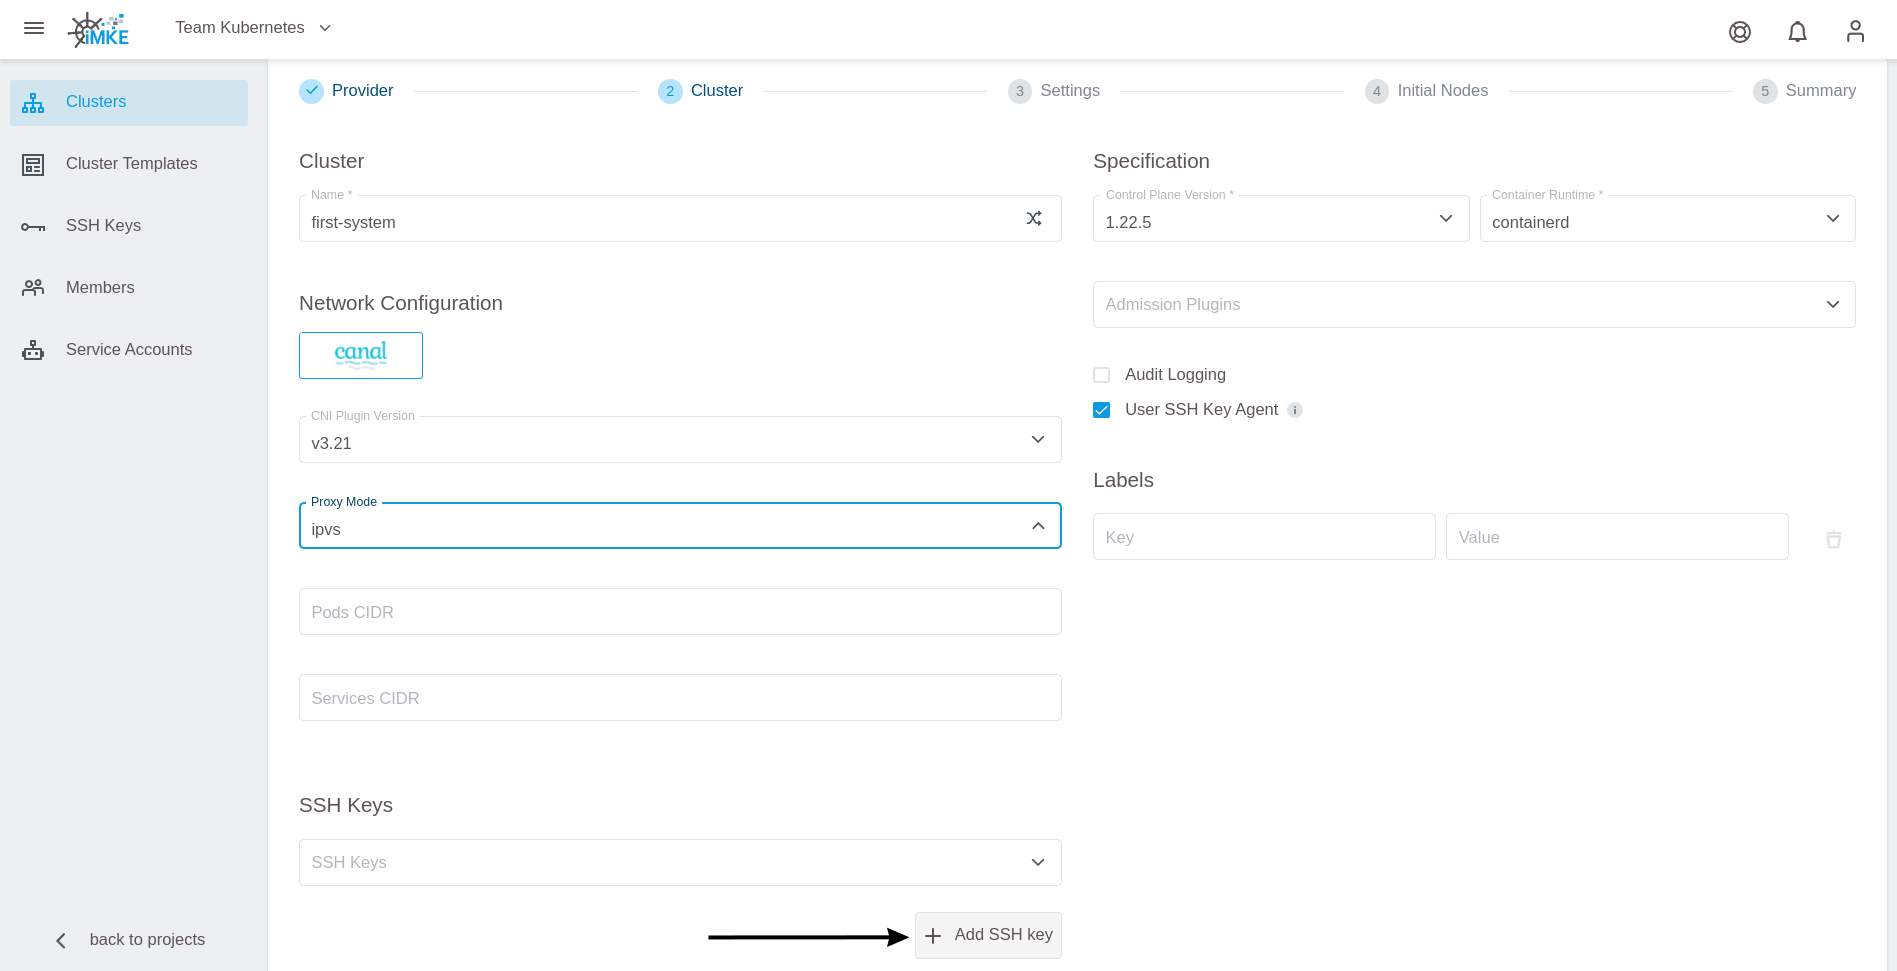 iMKE
Team Kubernetes
Clusters
Cluster Templates
SSH Keys
Members
Service Accounts
back to projects
Provider
2 Cluster
3 Settings
4 Initial Nodes
5 Summary
Cluster
Name *
first-system
Network Configuration
canal
CNI Plugin Version
v3.21
Proxy Mode
ipvs
Pods CIDR
Services CIDR
SSH Keys
SSH Keys
Add SSH key
Specification
Control Plane Version *
1.22.5
Container Runtime *
containerd
Admission Plugins
Audit Logging
User SSH Key Agent
Labels
Key
Value